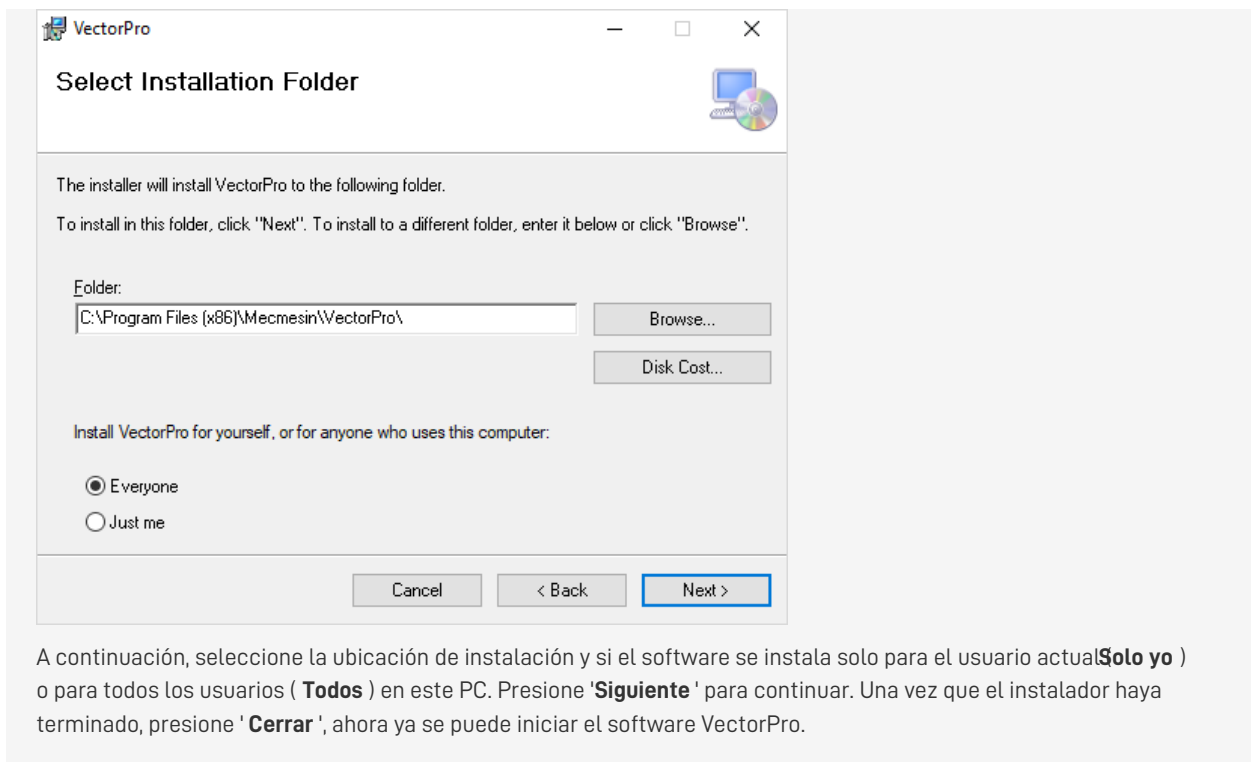 VectorPro
Select Installation Folder
The installer will install VectorPro to the following folder.
To install in this folder, click "Next". To install to a different folder, enter it below or click "Browse".
Folder:
C:\Program Files (x86)\Mecmesin\VectorPro\
Browse...
Disk Cost...
Install VectorPro for yourself, or for anyone who uses this computer:
Everyone
Just me
Cancel
< Back
Next >
A continuación, seleccione la ubicación de instalación y si el software se instala solo para el usuario actual(Solo yo )
o para todos los usuarios ( Todos ) en este PC. Presione 'Siguiente ' para continuar. Una vez que el instalador haya
terminado, presione ' Cerrar ', ahora ya se puede iniciar el software VectorPro.